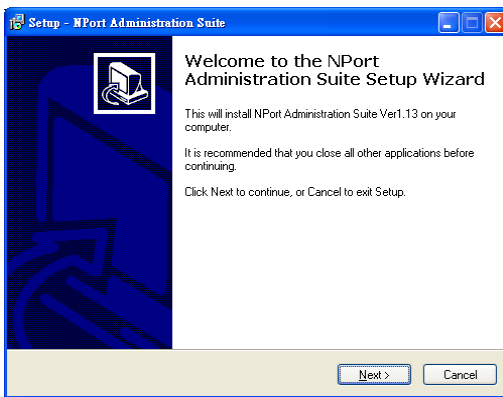 Setup - NPort Administration Suite
Welcome to the NPort
Administration Suite Setup Wizard
This will install NPort Administration Suite Ver1.13 on your
computer.
It is recommended that you close all other applications before
continuing.
Click Next to continue, or Cancel to exit Setup.
Next >
Cancel